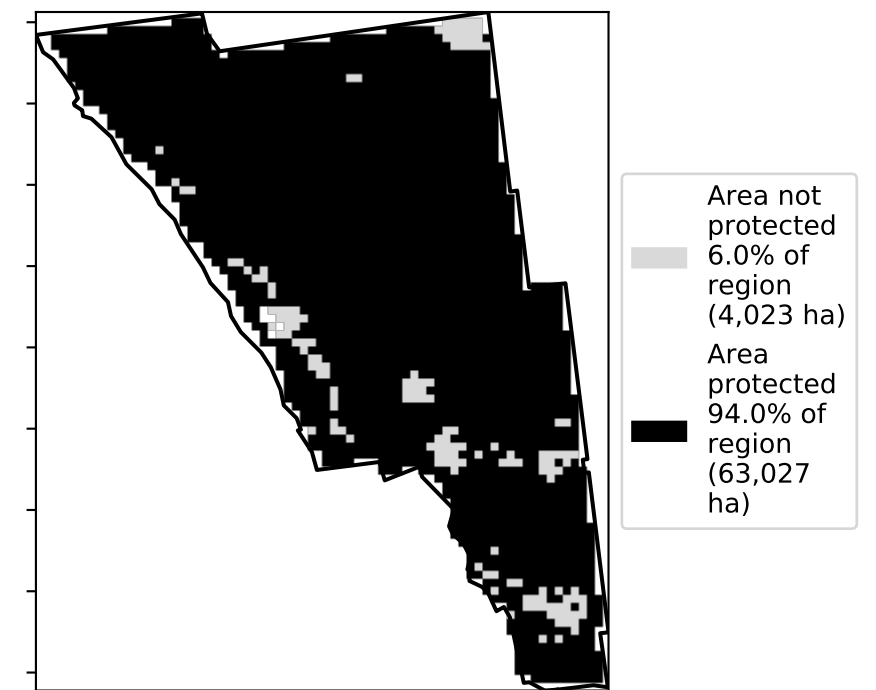 Area not
protected
6.0% of
region
(4,023 ha)
Area
protected
94.0% of
region
(63,027
ha)